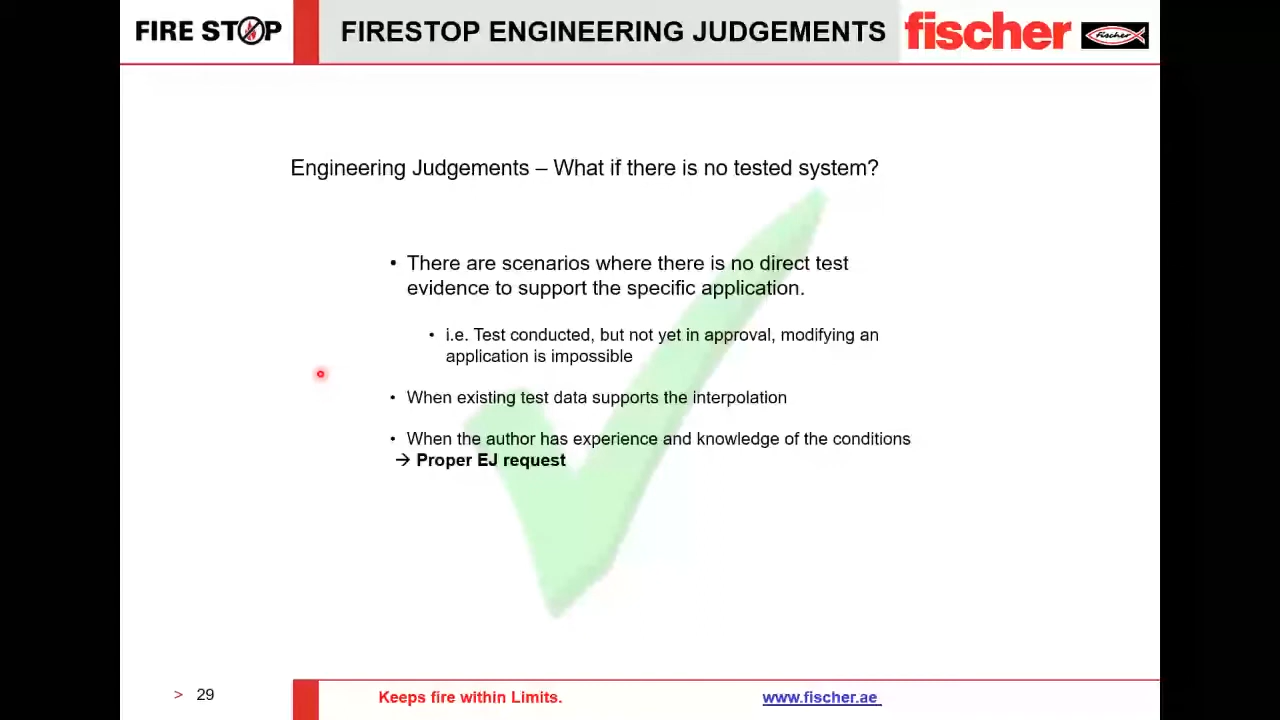 FIRE STOP
FIRESTOP ENGINEERING JUDGEMENTS
fischer
fischer
Engineering Judgements – What if there is no tested system?
• There are scenarios where there is no direct test
evidence to support the specific application.
• i.e. Test conducted, but not yet in approval, modifying an
application is impossible
• When existing test data supports the interpolation
• When the author has experience and knowledge of the conditions
→ Proper EJ request
> 29
Keeps fire within Limits.
www.fischer.ae